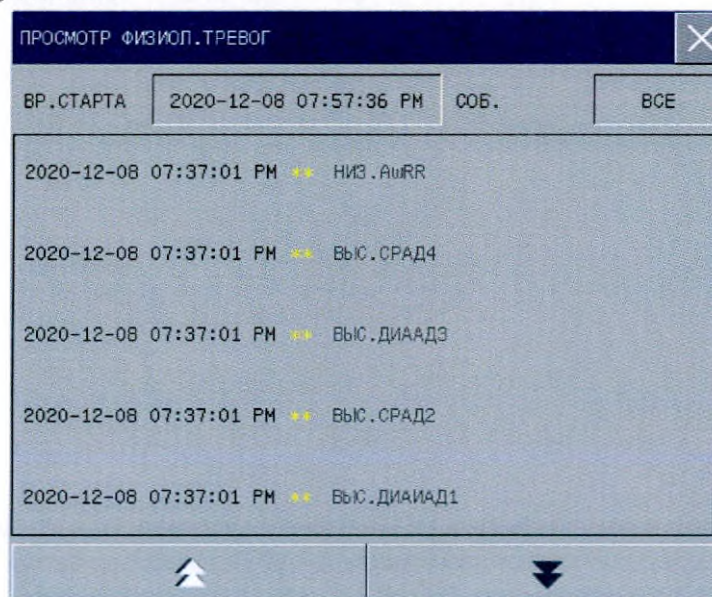 ПРОСМОТР ФИЗИОЛ.ТРЕВОГ
ВР.СТАРТА 2020-12-08 07:57:36 PM СОБ. ВСЕ
2020-12-08 07:37:01 PM ** НИЗ.AwRR
2020-12-08 07:37:01 PM ** ВЫС.СРАД4
2020-12-08 07:37:01 PM ** ВЫС.ДИААД3
2020-12-08 07:37:01 PM ** ВЫС.СРАД2
2020-12-08 07:37:01 PM ** ВЫС.ДИАИАД1